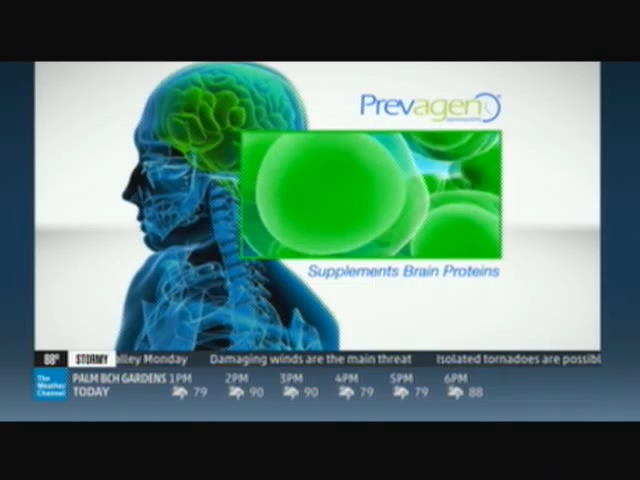 Prevagen
Supplements Brain Proteins
88° STORMY alley Monday Damaging winds are the main threat Isolated tornadoes are possibl
The Weather Channel
PALM BCH GARDENS 1PM 2PM 3PM 4PM 5PM 6PM
TODAY 79 90 90 79 79 88